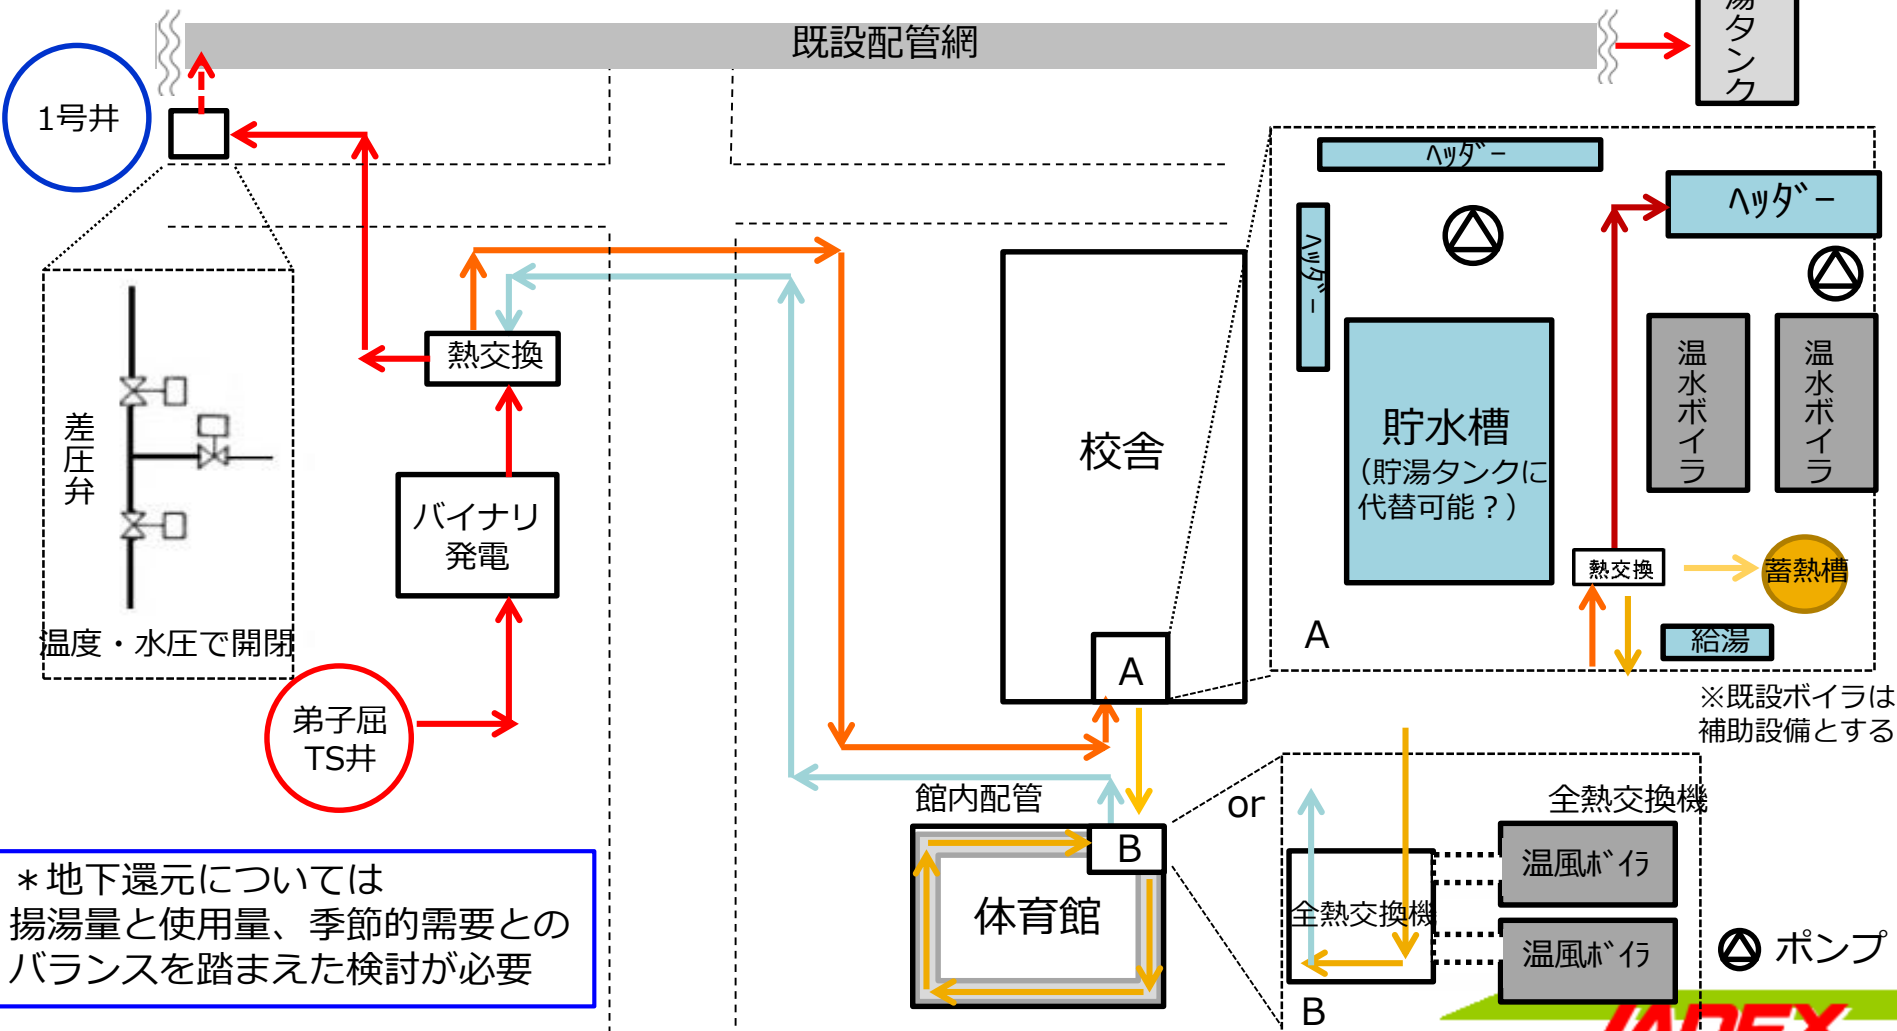 既設配管網
湯タンク
1号井
ヘッダー
ヘッダー
ヘッダー
熱交換
差圧弁
温度・水圧で開閉
バイナリ
発電
弟子屈
TS井
校舎
A
貯水槽
（貯湯タンクに
代替可能？）
温水ボイラ
温水ボイラ
熱交換
蓄熱槽
給湯
A
※既設ボイラは
補助設備とする
館内配管
B
体育館
or
全熱交換機
全熱交換機
温風ボイラ
温風ボイラ
B
ポンプ
＊地下還元については
揚湯量と使用量、季節的需要との
バランスを踏まえた検討が必要
JAPEX